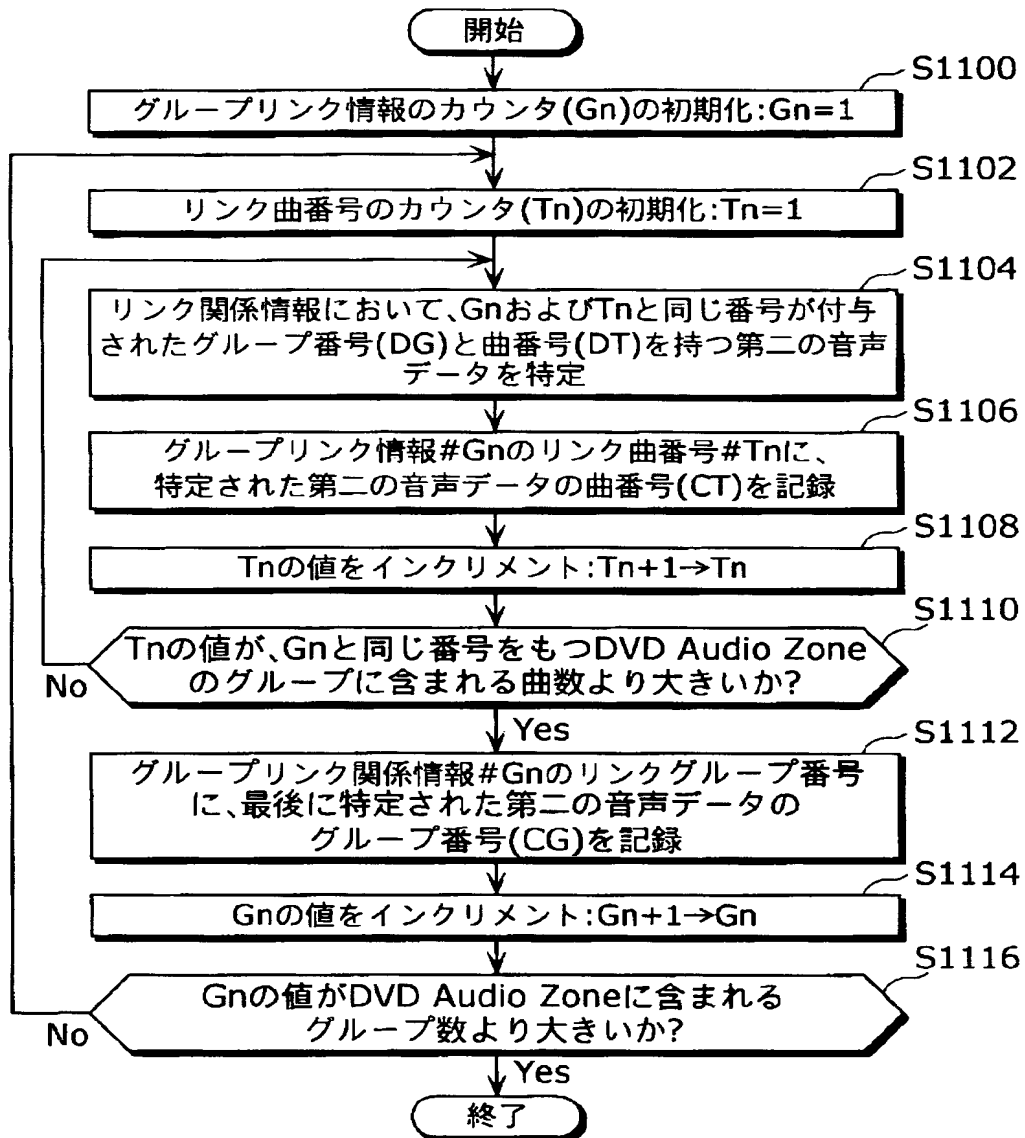 開始
S1100
グループリンク情報のカウンタ(Gn)の初期化:Gn=1
S1102
リンク曲番号のカウンタ(Tn)の初期化:Tn=1
S1104
リンク関係情報において、GnおよびTnと同じ番号が付与
されたグループ番号(DG)と曲番号(DT)を持つ第二の音声
データを特定
S1106
グループリンク情報#Gnのリンク曲番号#Tnに、
特定された第二の音声データの曲番号(CT)を記録
S1108
Tnの値をインクリメント:Tn+1→Tn
S1110
Tnの値が、Gnと同じ番号をもつDVD Audio Zone
のグループに含まれる曲数より大きいか?
No
Yes
S1112
グループリンク関係情報#Gnのリンクグループ番号
に、最後に特定された第二の音声データの
グループ番号(CG)を記録
S1114
Gnの値をインクリメント:Gn+1→Gn
S1116
Gnの値がDVD Audio Zoneに含まれる
グループ数より大きいか?
No
Yes
終了